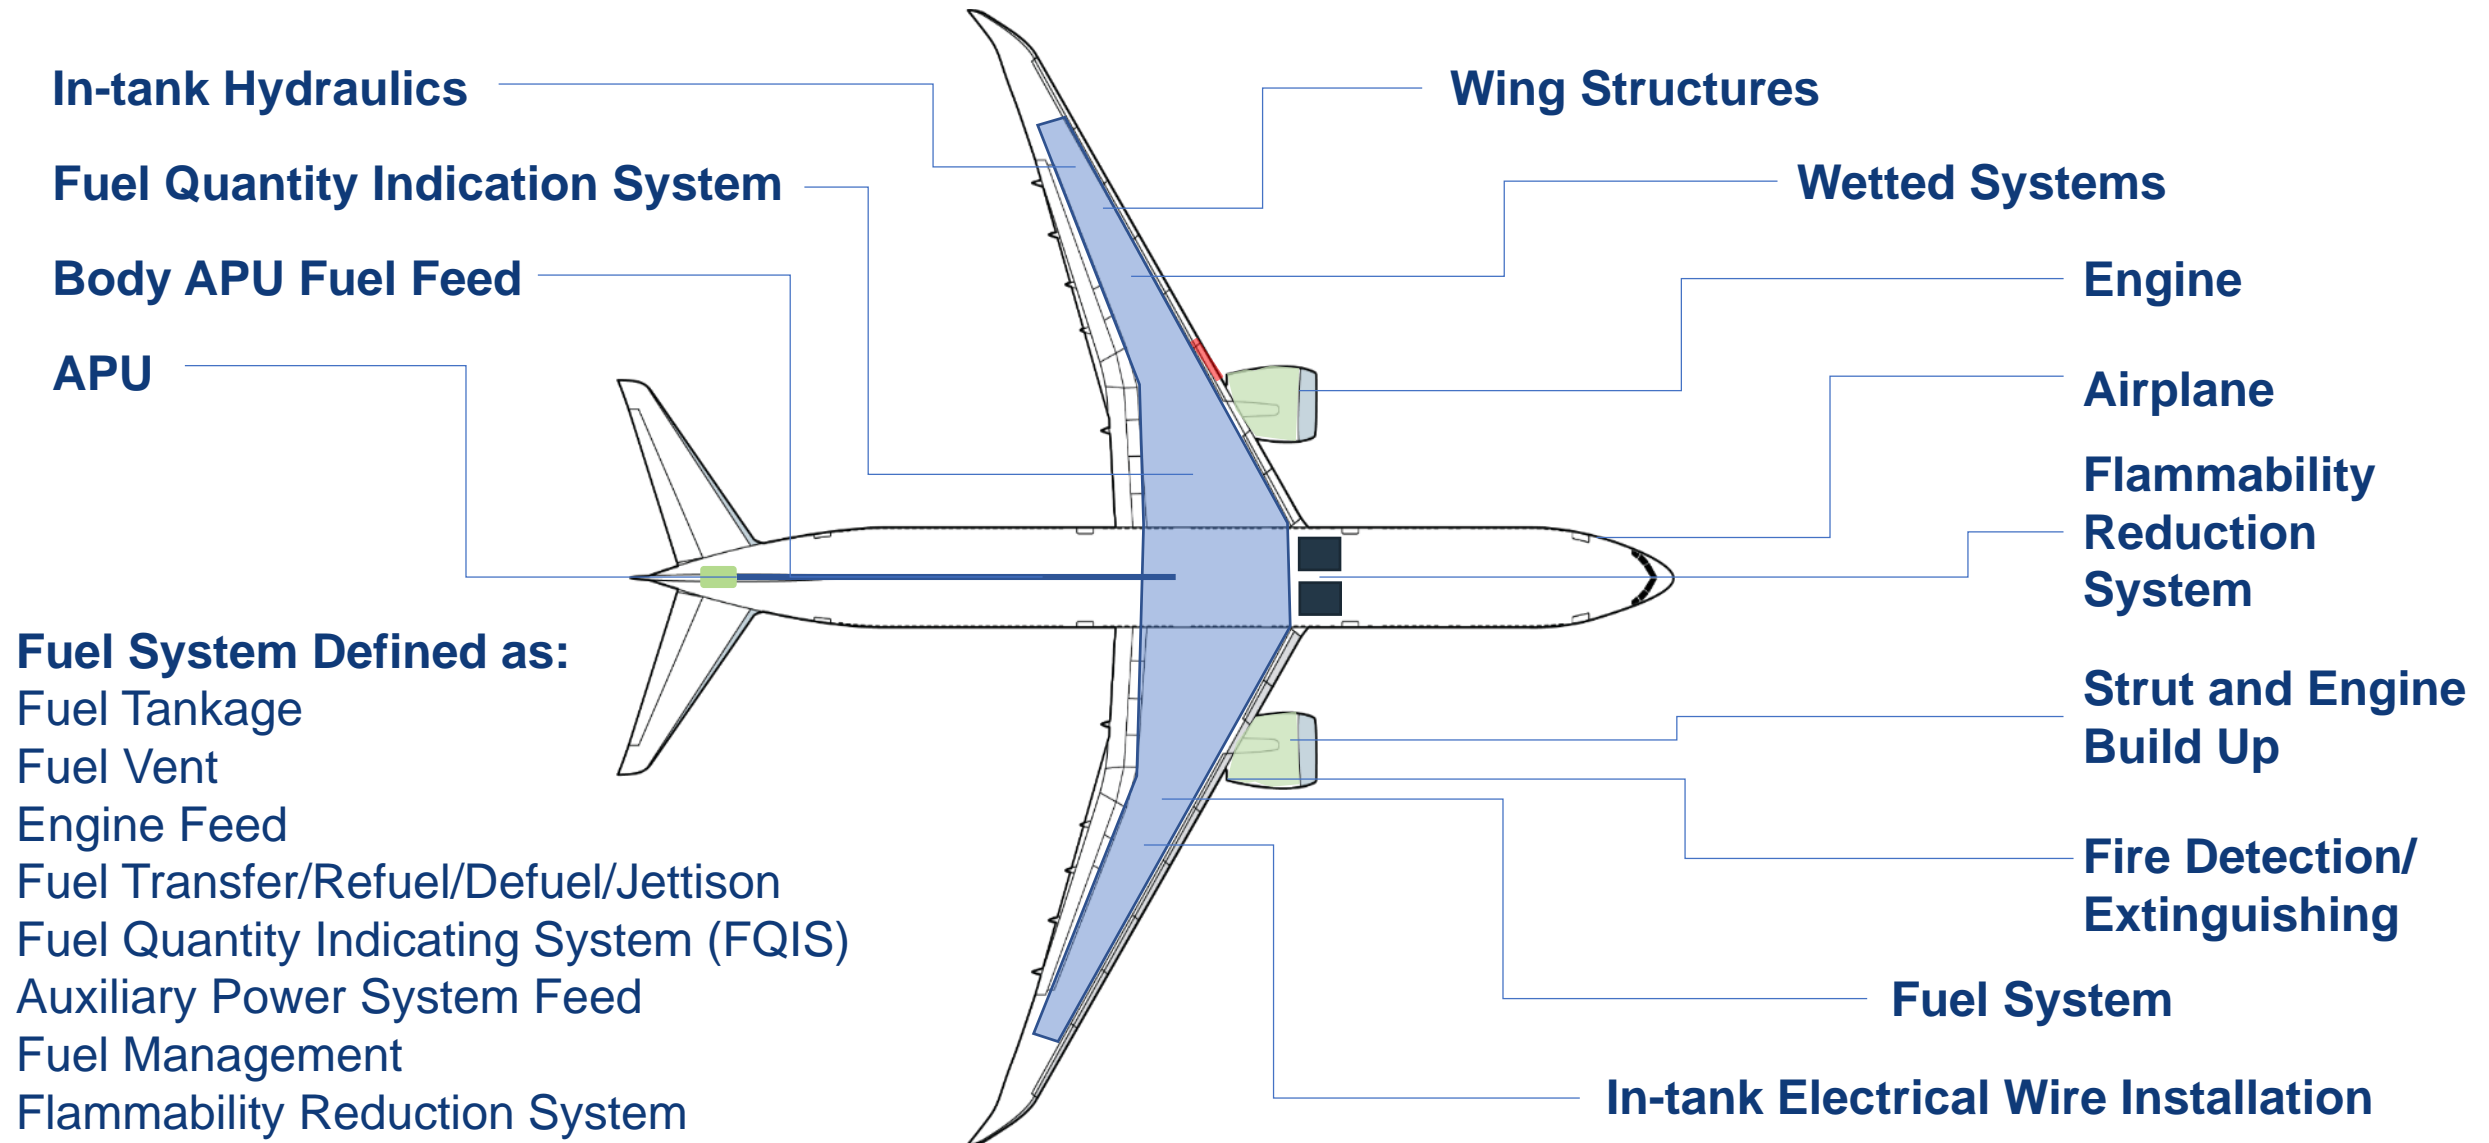 In-tank Hydraulics
Fuel Quantity Indication System
Body APU Fuel Feed
APU
Wing Structures
Wetted Systems
Engine
Airplane
Flammability
Reduction
System
Strut and Engine
Build Up
Fire Detection/
Extinguishing
Fuel System
In-tank Electrical Wire Installation
Fuel System Defined as:
Fuel Tankage
Fuel Vent
Engine Feed
Fuel Transfer/Refuel/Defuel/Jettison
Fuel Quantity Indicating System (FQIS)
Auxiliary Power System Feed
Fuel Management
Flammability Reduction System